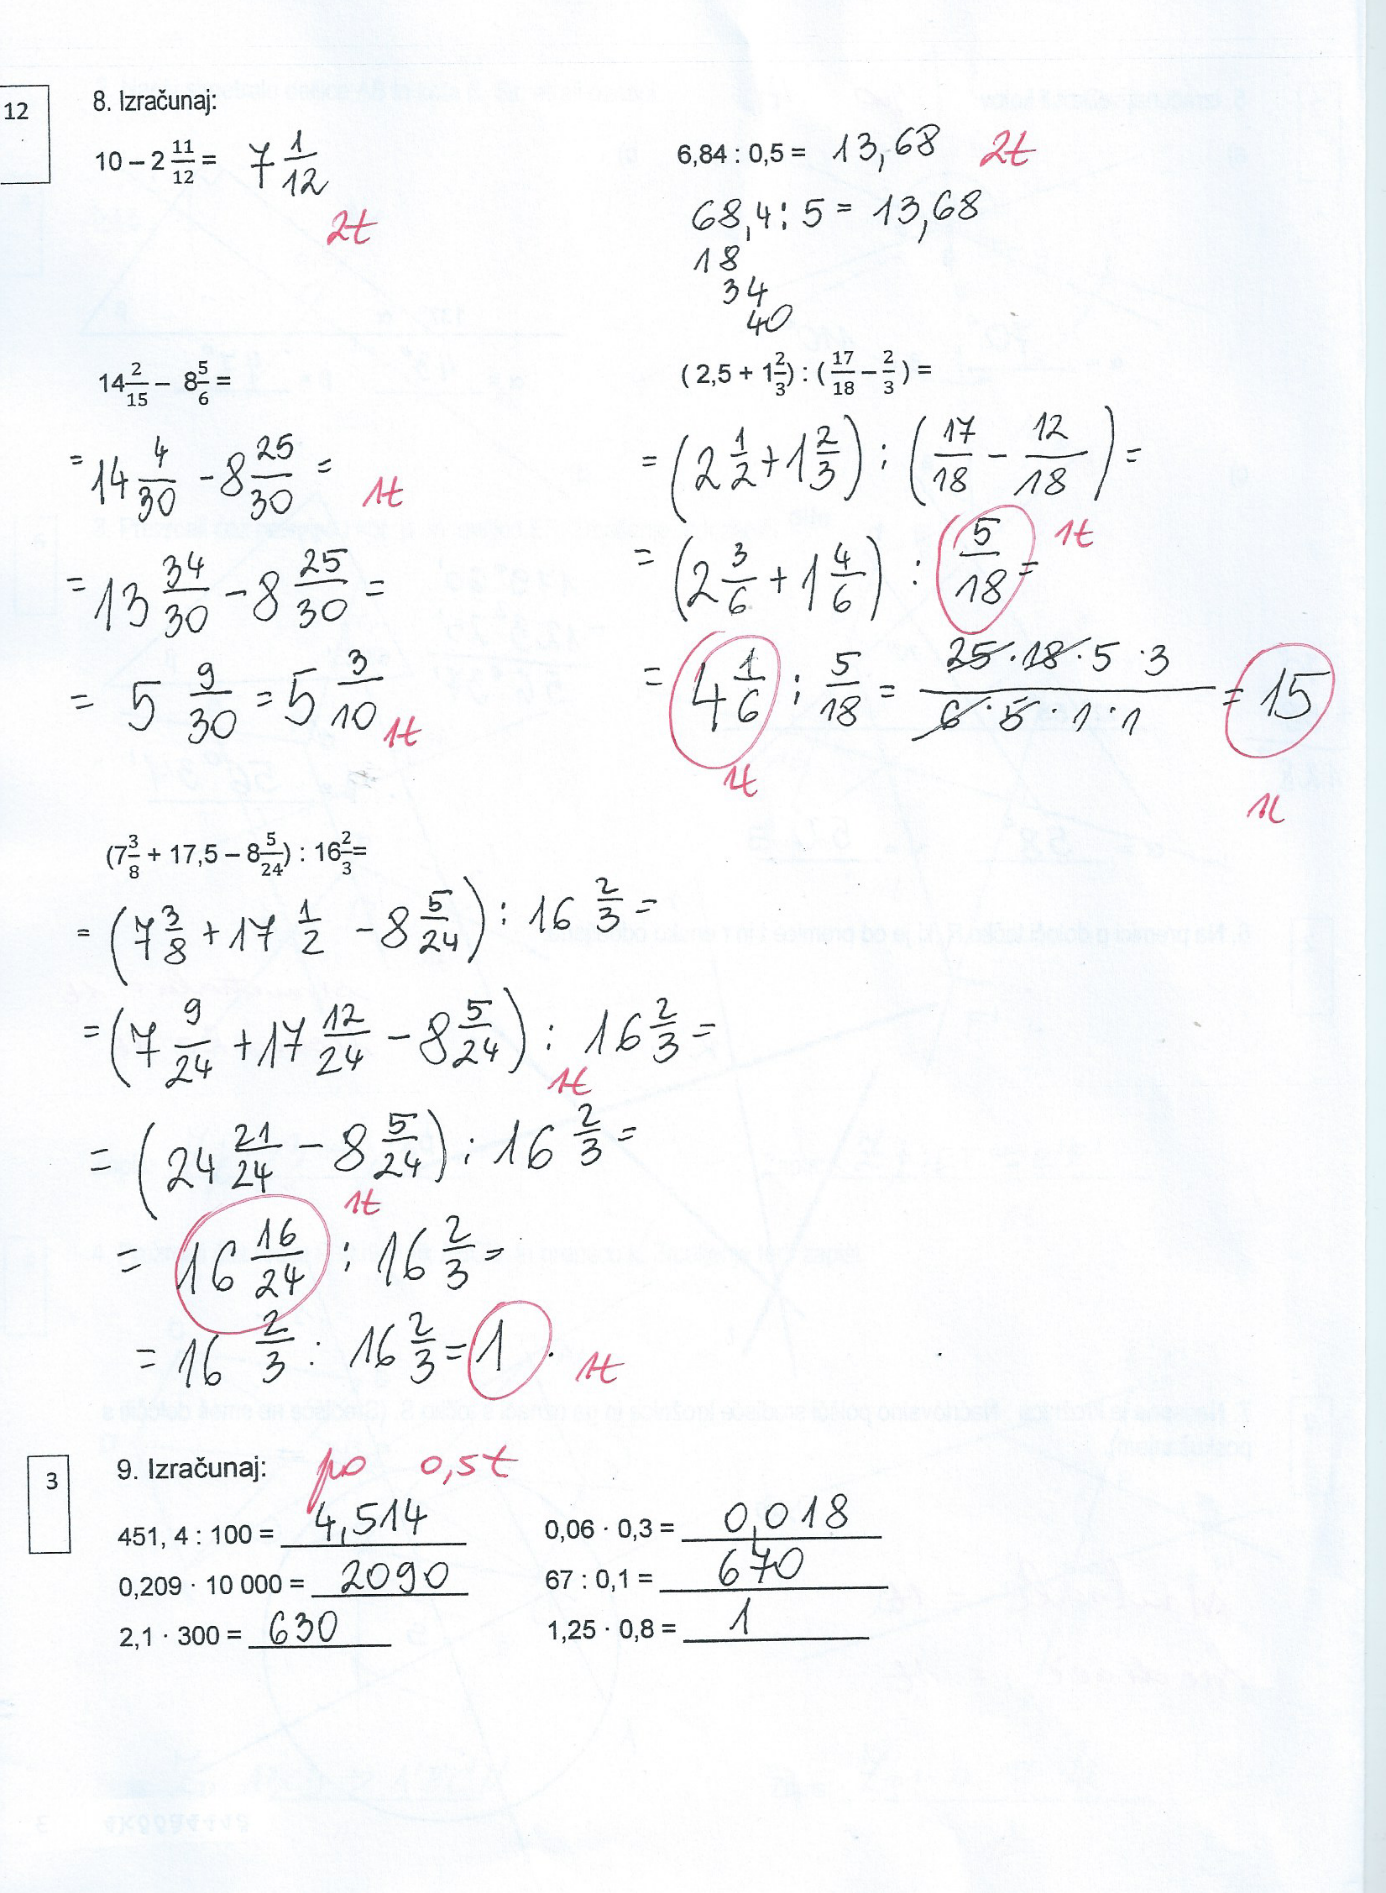 12
8. Izračunaj:
10 – 2 11/12 = 7 1/12
2t
6,84 : 0,5 = 13,68 2t
68,4 : 5 = 13,68
18
34
40
14 2/15 – 8 5/6 =
= 14 4/30 - 8 25/30 =
1t
= 13 34/30 - 8 25/30 =
= 5 9/30 = 5 3/10
1t
( 2,5 + 1 2/3) : ( 17/18 – 2/3 ) =
= (2 1/2 + 1 2/3) : (17/18 - 12/18) =
= (2 3/6 + 1 4/6) : 5/18 =
1t
= 4 1/6 : 5/18 = 25·18·5·3/6·5·1·1 = 15
1t
1t
(7 3/8 + 17,5 – 8 5/24) : 16 2/3=
= (7 3/8 + 17 1/2 - 8 5/24) : 16 2/3 =
= (7 9/24 + 17 12/24 - 8 5/24) : 16 2/3 =
1t
= (24 21/24 - 8 5/24) : 16 2/3 =
1t
= 16 16/24 : 16 2/3 =
= 16 2/3 : 16 2/3 = 1 .
1t
3
9. Izračunaj: po 0,5t
451, 4 : 100 = 4,514
0,06 · 0,3 = 0,018
0,209 · 10 000 = 2090
67 : 0,1 = 670
2,1 · 300 = 630
1,25 · 0,8 = 1